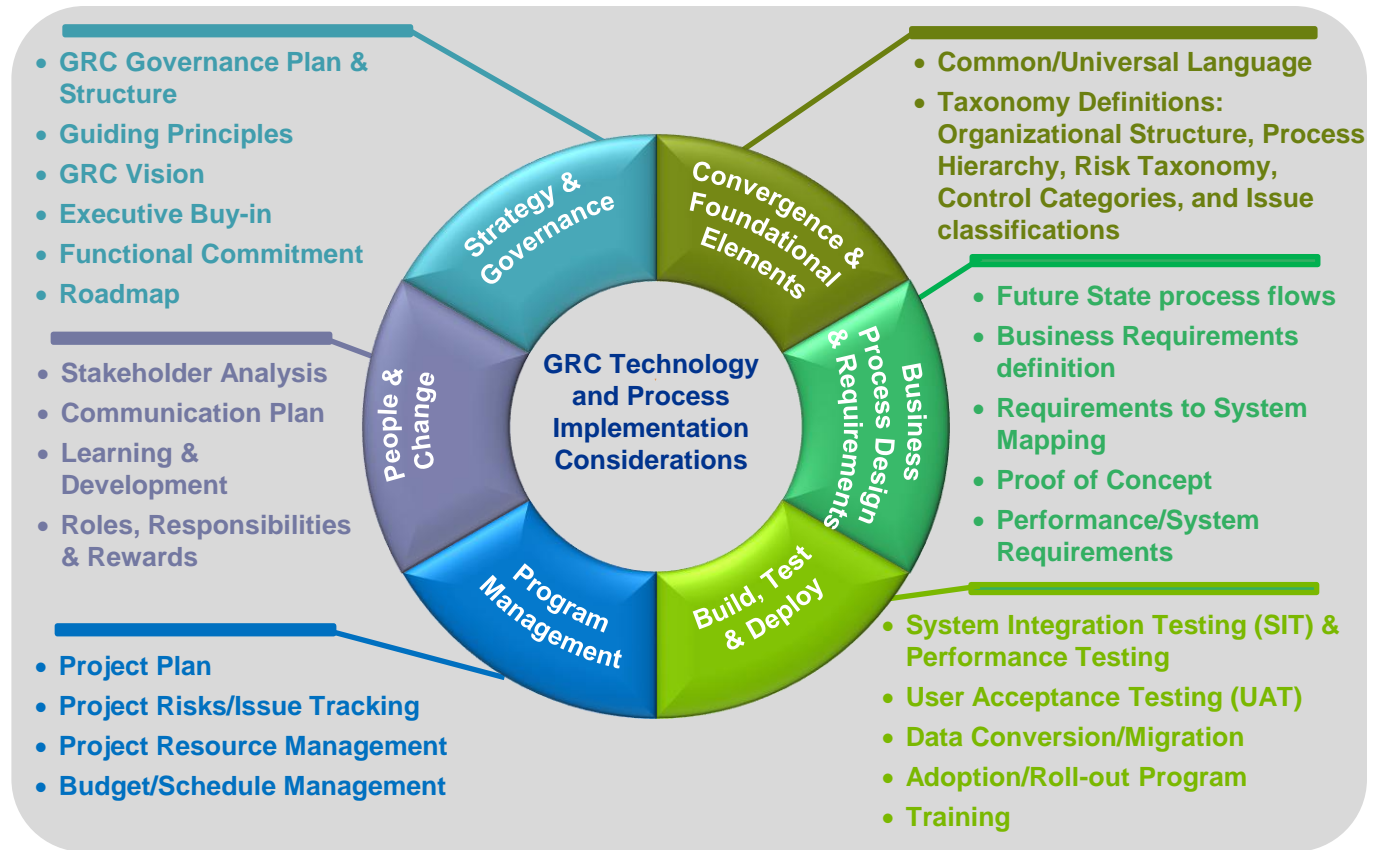 • GRC Governance Plan &
Structure
• Guiding Principles
• GRC Vision
• Executive Buy-in
• Functional Commitment
• Roadmap
• Stakeholder Analysis
• Communication Plan
• Learning &
Development
• Roles, Responsibilities
& Rewards
• Project Plan
• Project Risks/Issue Tracking
• Project Resource Management
• Budget/Schedule Management
Strategy &
Governance
Convergence &
Foundational
Elements
Business
Process Design
& Requirements
Build, Test
& Deploy
Program
Management
People &
Change
GRC Technology
and Process
Implementation
Considerations
• Common/Universal Language
• Taxonomy Definitions:
Organizational Structure, Process
Hierarchy, Risk Taxonomy,
Control Categories, and Issue
classifications
• Future State process flows
• Business Requirements
definition
• Requirements to System
Mapping
• Proof of Concept
• Performance/System
Requirements
• System Integration Testing (SIT) &
Performance Testing
• User Acceptance Testing (UAT)
• Data Conversion/Migration
• Adoption/Roll-out Program
• Training